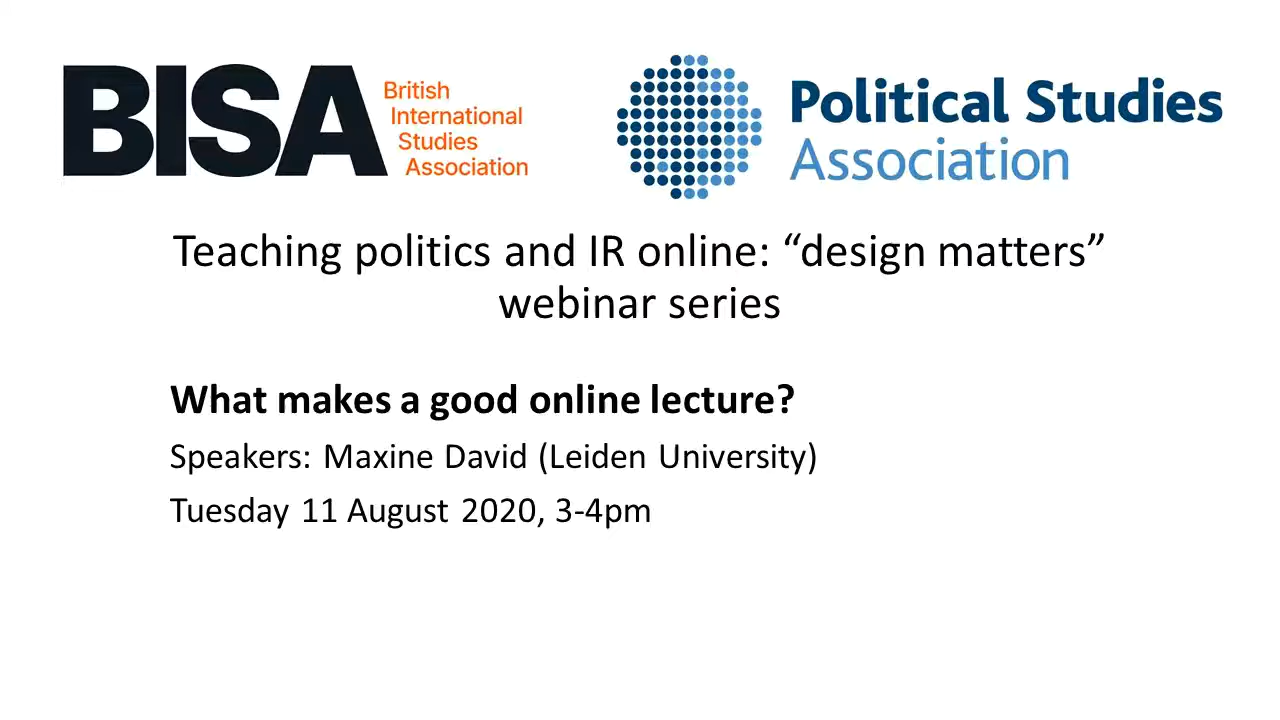 BISA
British
International
Studies
Association
Political Studies
Association
Teaching politics and IR online: “design matters”
webinar series
What makes a good online lecture?
Speakers: Maxine David (Leiden University)
Tuesday 11 August 2020, 3-4pm